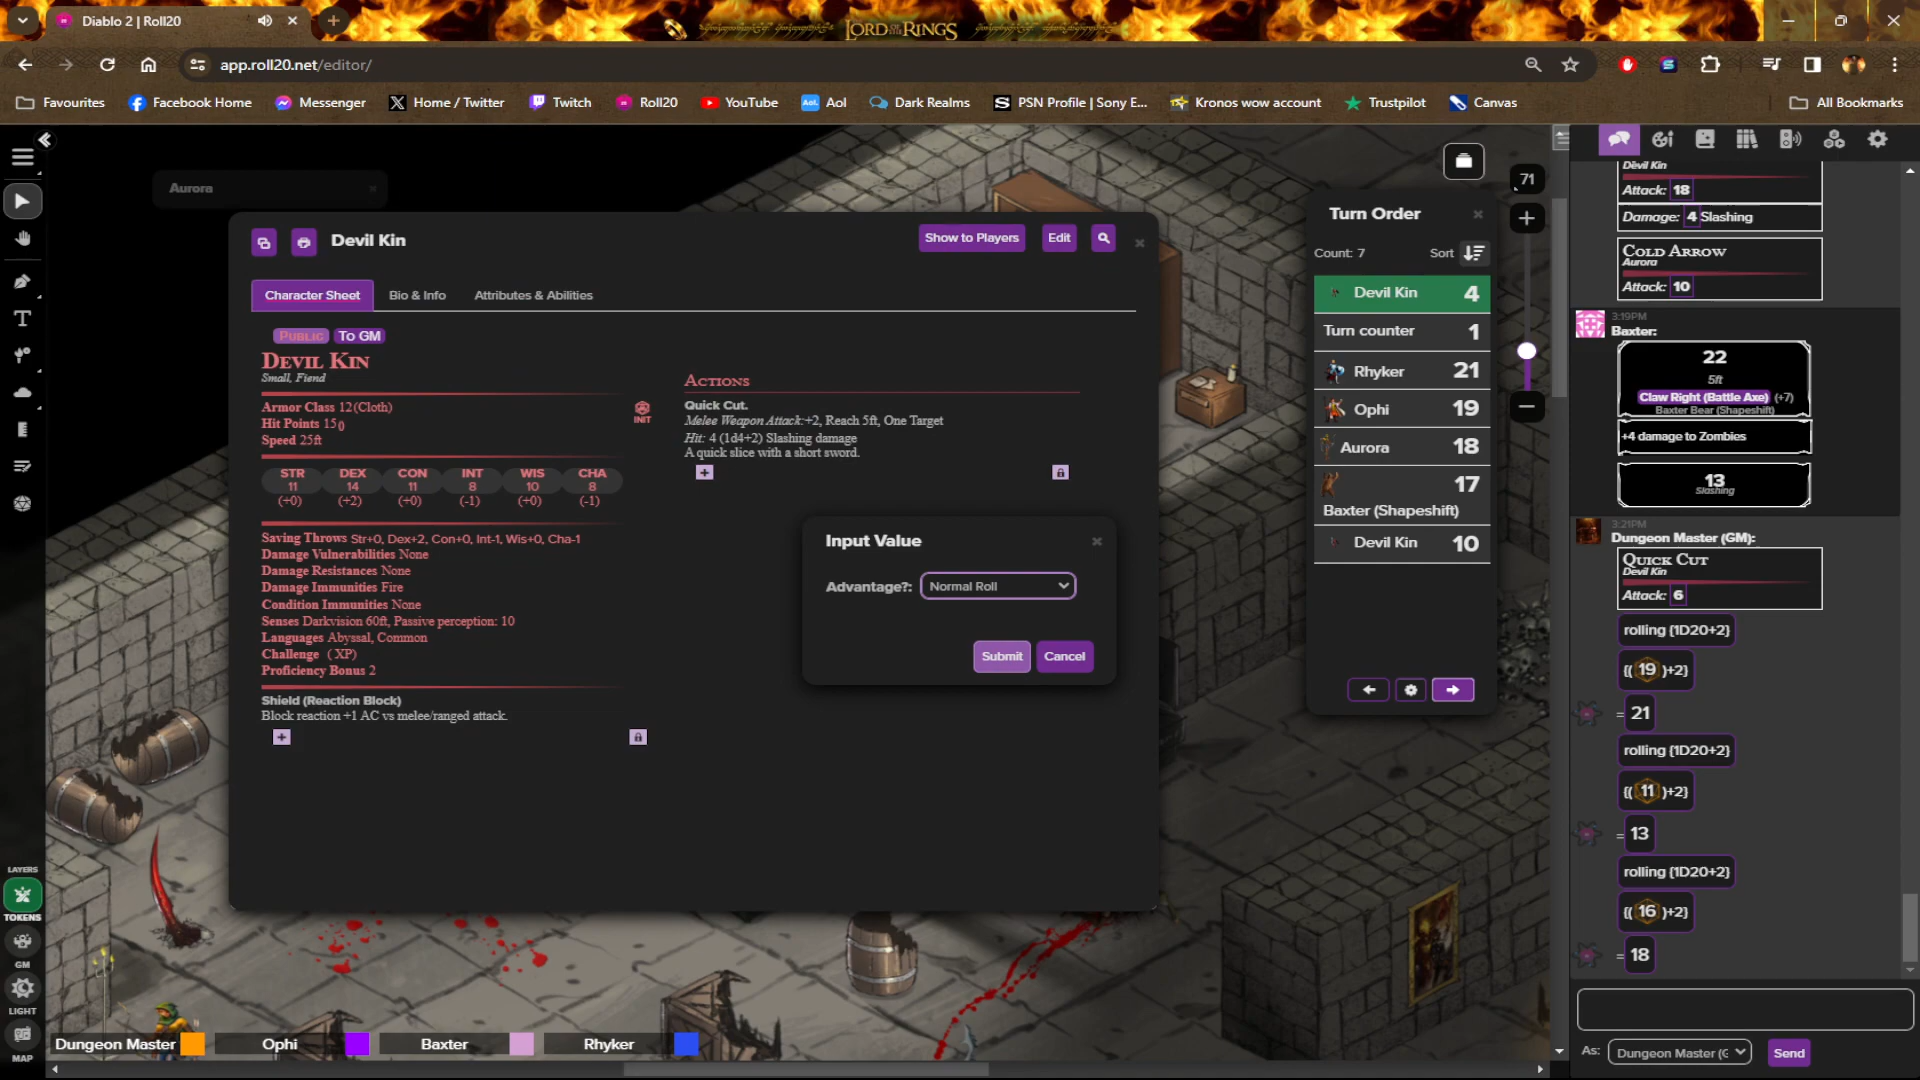 Diablo 2 | Roll20
THE LORD OF THE RINGS
app.roll20.net/editor/
Favourites
Facebook Home
Messenger
Home / Twitter
Twitch
Roll20
YouTube
Aol
Dark Realms
PSN Profile | Sony E...
Kronos wow account
Trustpilot
Canvas
All Bookmarks
Aurora
Devil Kin
Show to Players
Edit
Character Sheet
Bio & Info
Attributes & Abilities
PUBLIC
To GM
DEVIL KIN
Small, Fiend
Armor Class 12(Cloth)
Hit Points 15()
Speed 25ft
INIT
STR DEX CON INT WIS CHA
11 14 11 8 10 8
(+0) (+2) (+0) (-1) (+0) (-1)
Saving Throws Str+0, Dex+2, Con+0, Int-1, Wis+0, Cha-1
Damage Vulnerabilities None
Damage Resistances None
Damage Immunities Fire
Condition Immunities None
Senses Darkvision 60ft, Passive perception: 10
Languages Abyssal, Common
Challenge ( XP)
Proficiency Bonus 2
Shield (Reaction Block)
Block reaction +1 AC vs melee/ranged attack.
ACTIONS
Quick Cut.
Melee Weapon Attack:+2, Reach 5ft, One Target
Hit: 4 (1d4+2) Slashing damage
A quick slice with a short sword.
Input Value
Advantage?: Normal Roll
Submit
Cancel
71
Turn Order
Count: 7
Sort
Devil Kin 4
Turn counter 1
Rhyker 21
Ophi 19
Aurora 18
17
Baxter (Shapeshift)
Devil Kin 10
Devil Kin
Attack: 18
Damage: 4 Slashing
COLD ARROW
Aurora
Attack: 10
3:19PM
Baxter:
22
5ft
Claw Right (Battle Axe) (+7)
Baxter Bear (Shapeshift)
+4 damage to Zombies
13
Slashing
3:21PM
Dungeon Master (GM):
QUICK CUT
Devil Kin
Attack: 6
rolling {1D20+2}
{(19)+2}
= 21
rolling {1D20+2}
{(11)+2}
= 13
rolling {1D20+2}
{(16)+2}
= 18
As: Dungeon Master (G
Send
LAYERS
TOKENS
GM
LIGHT
MAP
Dungeon Master
Ophi
Baxter
Rhyker